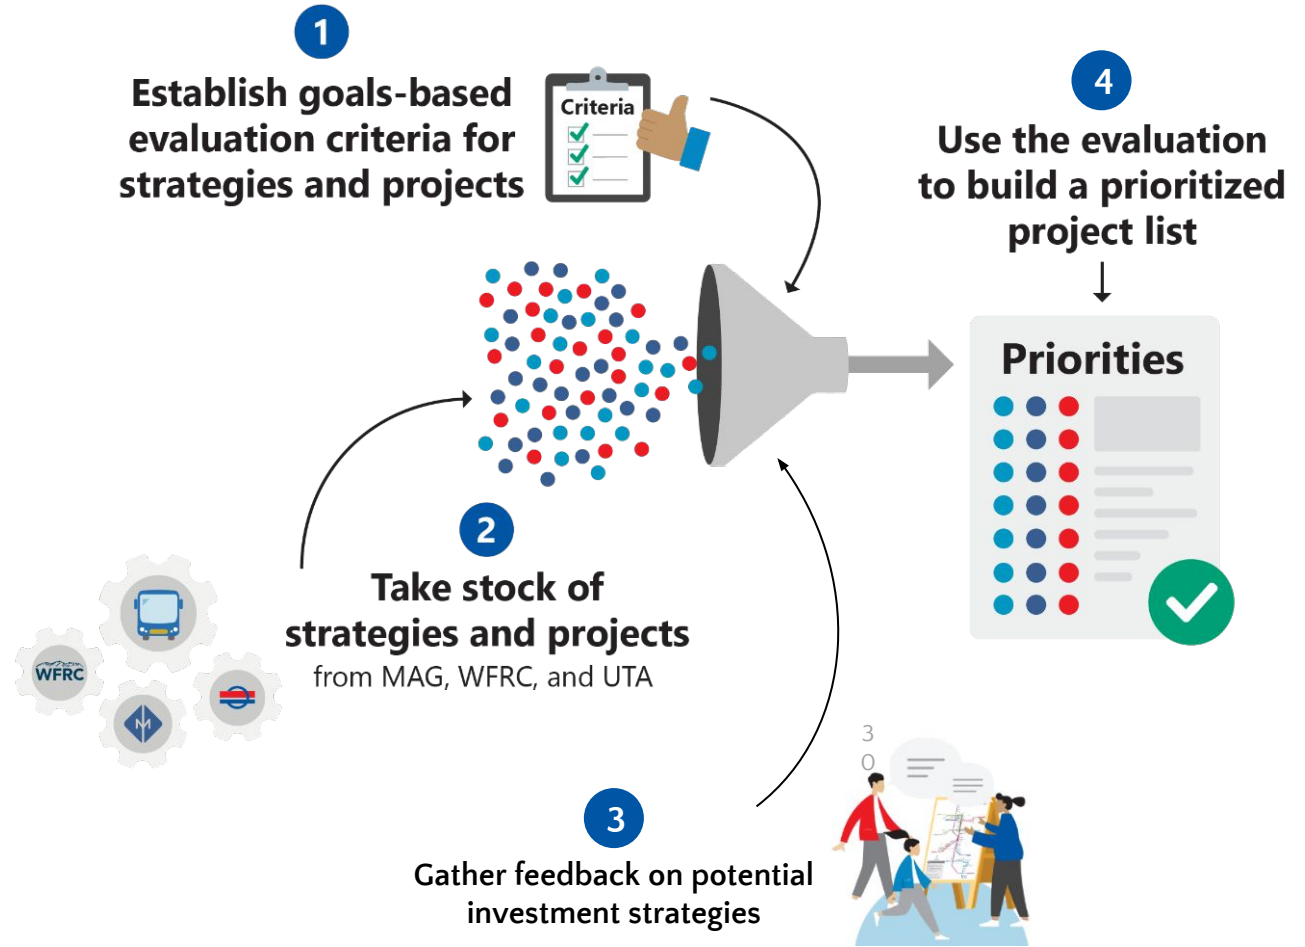 1
Establish goals-based
evaluation criteria for
strategies and projects
Criteria
4
Use the evaluation
to build a prioritized
project list
Priorities
2
Take stock of
strategies and projects
from MAG, WFRC, and UTA
WFRC
M
3
0
3
Gather feedback on potential
investment strategies